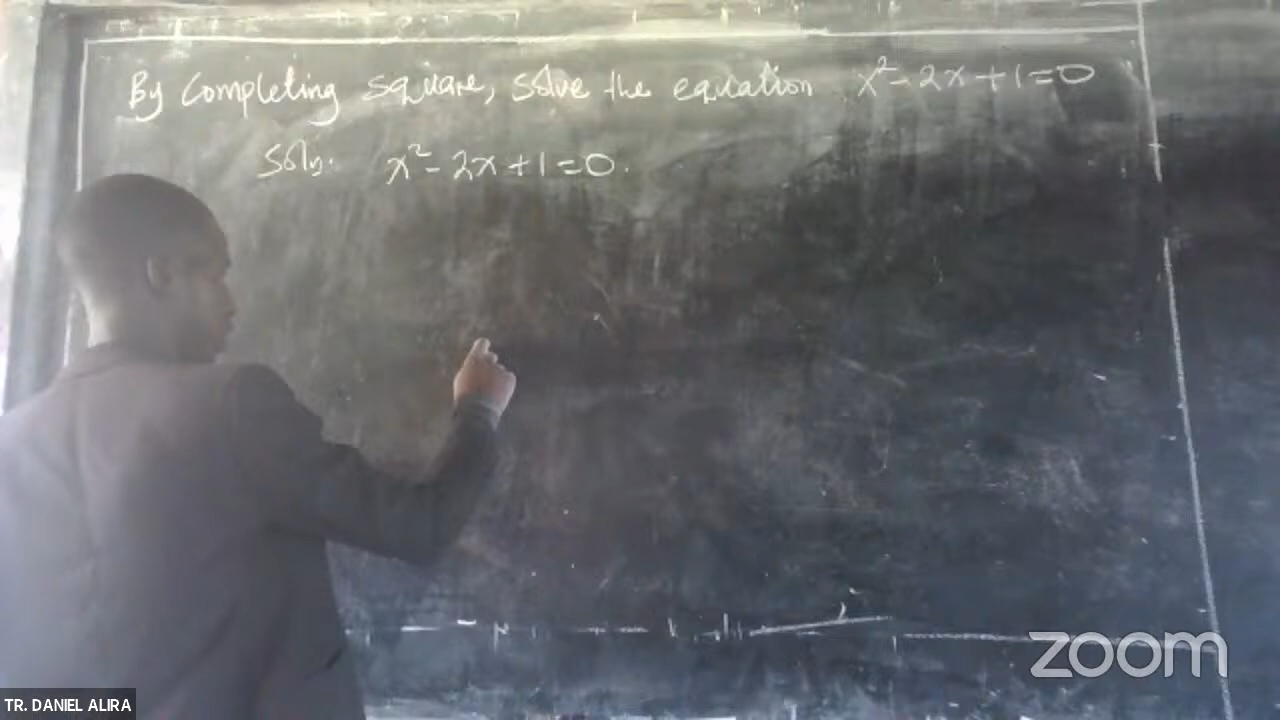 By Completing square, solve the equation x² - 2x + 1 = 0
Soln. x² - 2x + 1 = 0.
zoom
TR. DANIEL ALIRA